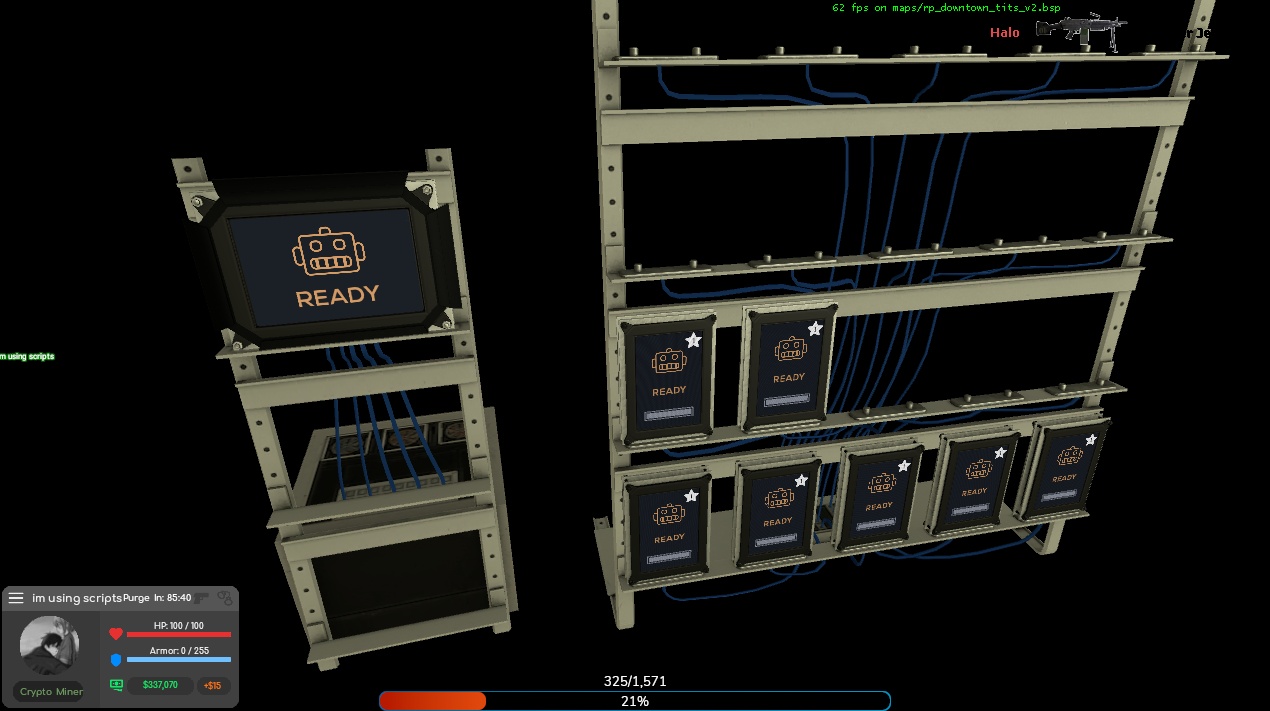 62 fps on maps/rp_downtown_tits_v2.bsp
Halo
READY
READY
READY
m using scripts
READY
READY
READY
READY
READY
im using scripts
Purge In: 85:40
HP: 100 / 100
Armor: 0 / 255
$337,070
+$15
Crypto Miner
325/1,571
21%